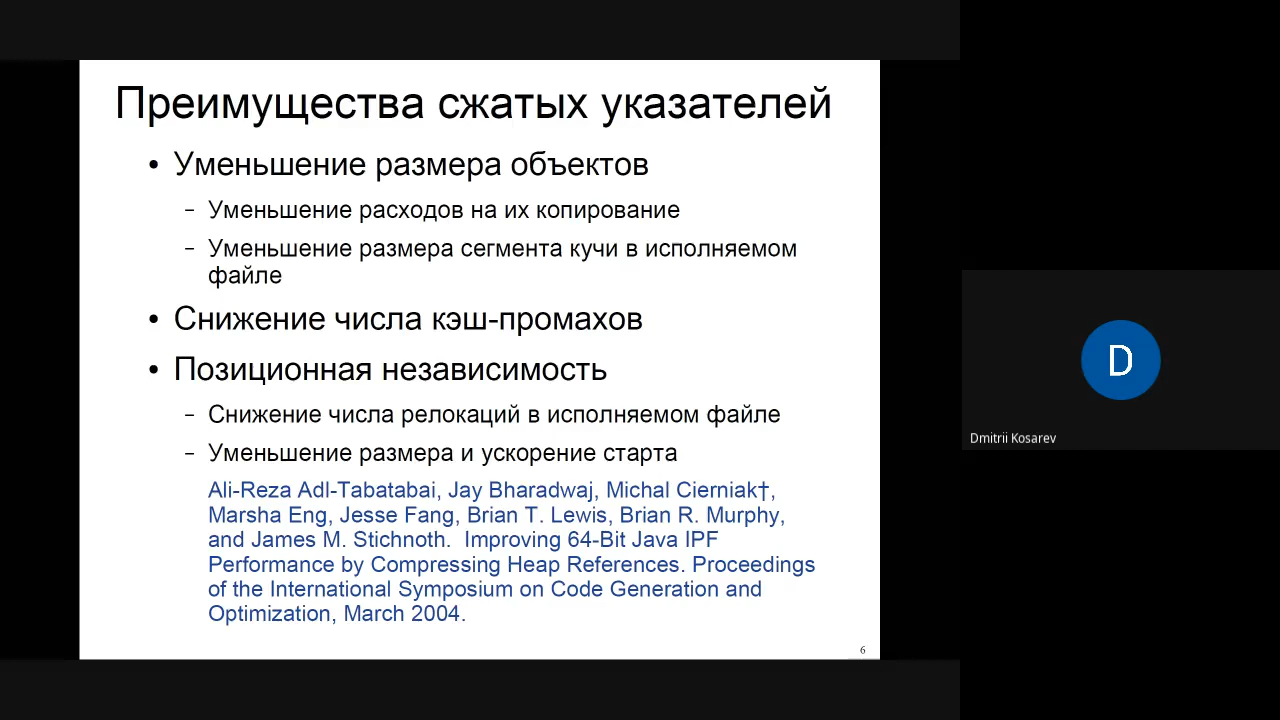 Преимущества сжатых указателей
• Уменьшение размера объектов
– Уменьшение расходов на их копирование
– Уменьшение размера сегмента кучи в исполняемом
файле
• Снижение числа кэш-промахов
• Позиционная независимость
– Снижение числа релокаций в исполняемом файле
– Уменьшение размера и ускорение старта
Ali-Reza Adl-Tabatabai, Jay Bharadwaj, Michal Cierniak†,
Marsha Eng, Jesse Fang, Brian T. Lewis, Brian R. Murphy,
and James M. Stichnoth. Improving 64-Bit Java IPF
Performance by Compressing Heap References. Proceedings
of the International Symposium on Code Generation and
Optimization, March 2004.
6
D
Dmitrii Kosarev